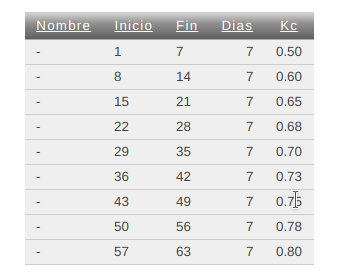 Nombre Inicio Fin Dias Kc
- 1 7 7 0.50
- 8 14 7 0.60
- 15 21 7 0.65
- 22 28 7 0.68
- 29 35 7 0.70
- 36 42 7 0.73
- 43 49 7 0.75
- 50 56 7 0.78
- 57 63 7 0.80